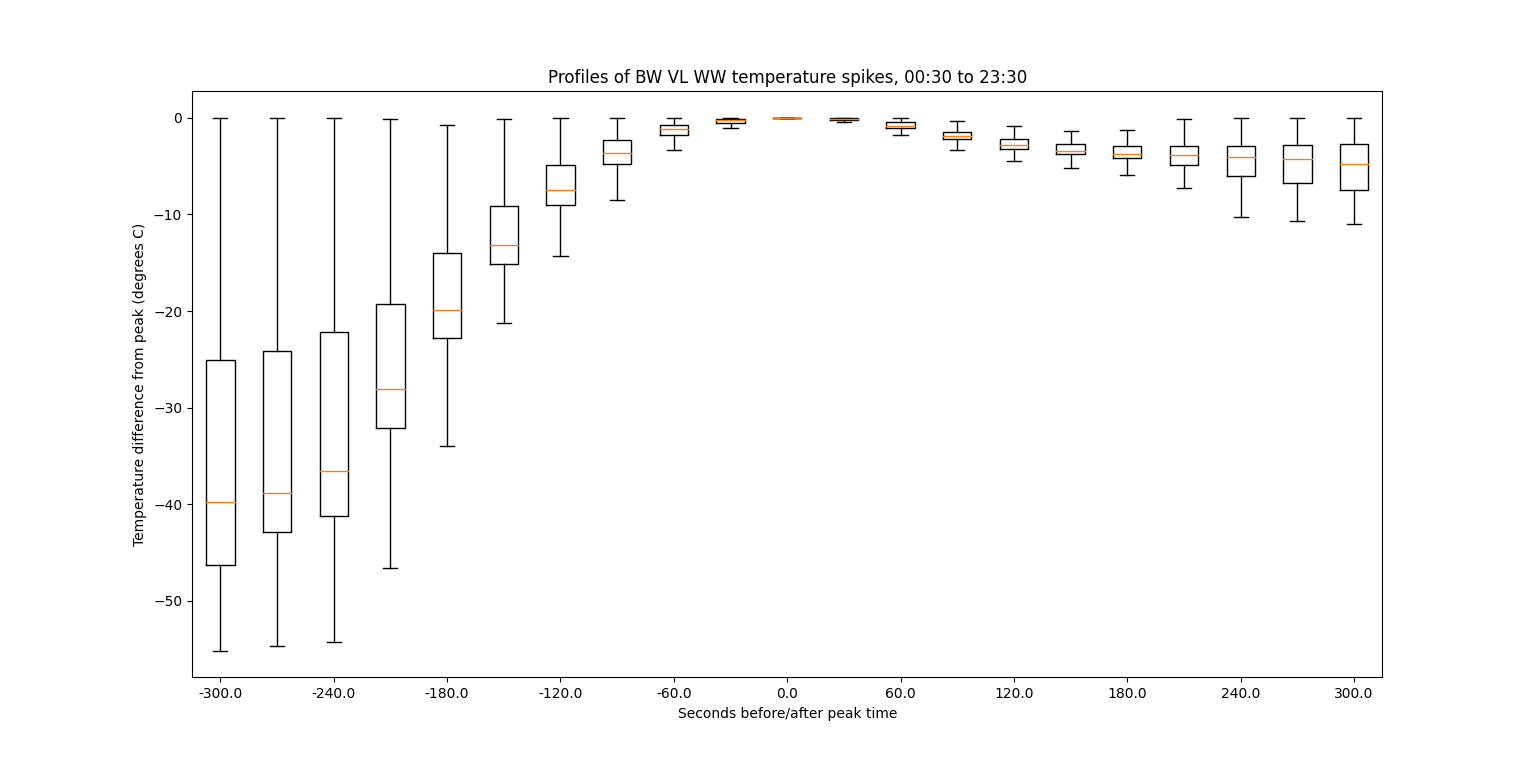 Profiles of BW VL WW temperature spikes, 00:30 to 23:30
Temperature difference from peak (degrees C)
0
−10
−20
−30
−40
−50
-300.0 -240.0 -180.0 -120.0 -60.0 0.0 60.0 120.0 180.0 240.0 300.0
Seconds before/after peak time